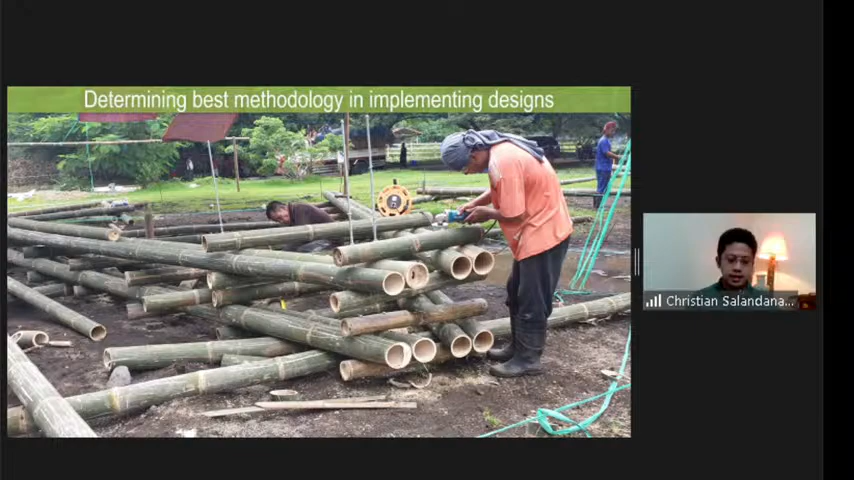 Determining best methodology in implementing designs
Christian Salandana...